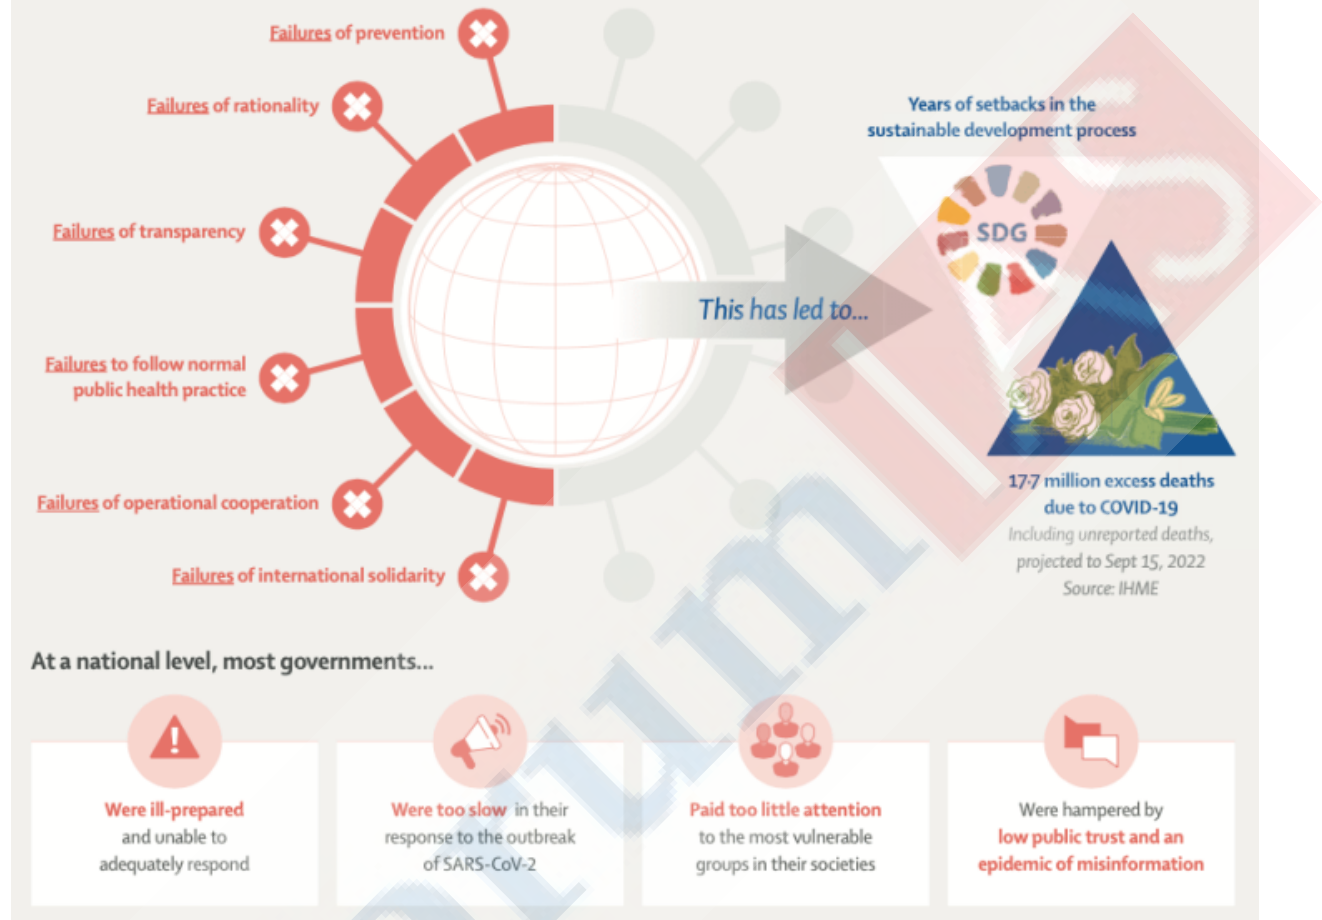 Failures of prevention
Failures of rationality
Failures of transparency
Failures to follow normal
public health practice
Failures of operational cooperation
Failures of international solidarity
This has led to...
Years of setbacks in the
sustainable development process
SDG
17·7 million excess deaths
due to COVID-19
Including unreported deaths,
projected to Sept 15, 2022
Source: IHME
At a national level, most governments...
Were ill-prepared
and unable to
adequately respond
Were too slow in their
response to the outbreak
of SARS-CoV-2
Paid too little attention
to the most vulnerable
groups in their societies
Were hampered by
low public trust and an
epidemic of misinformation